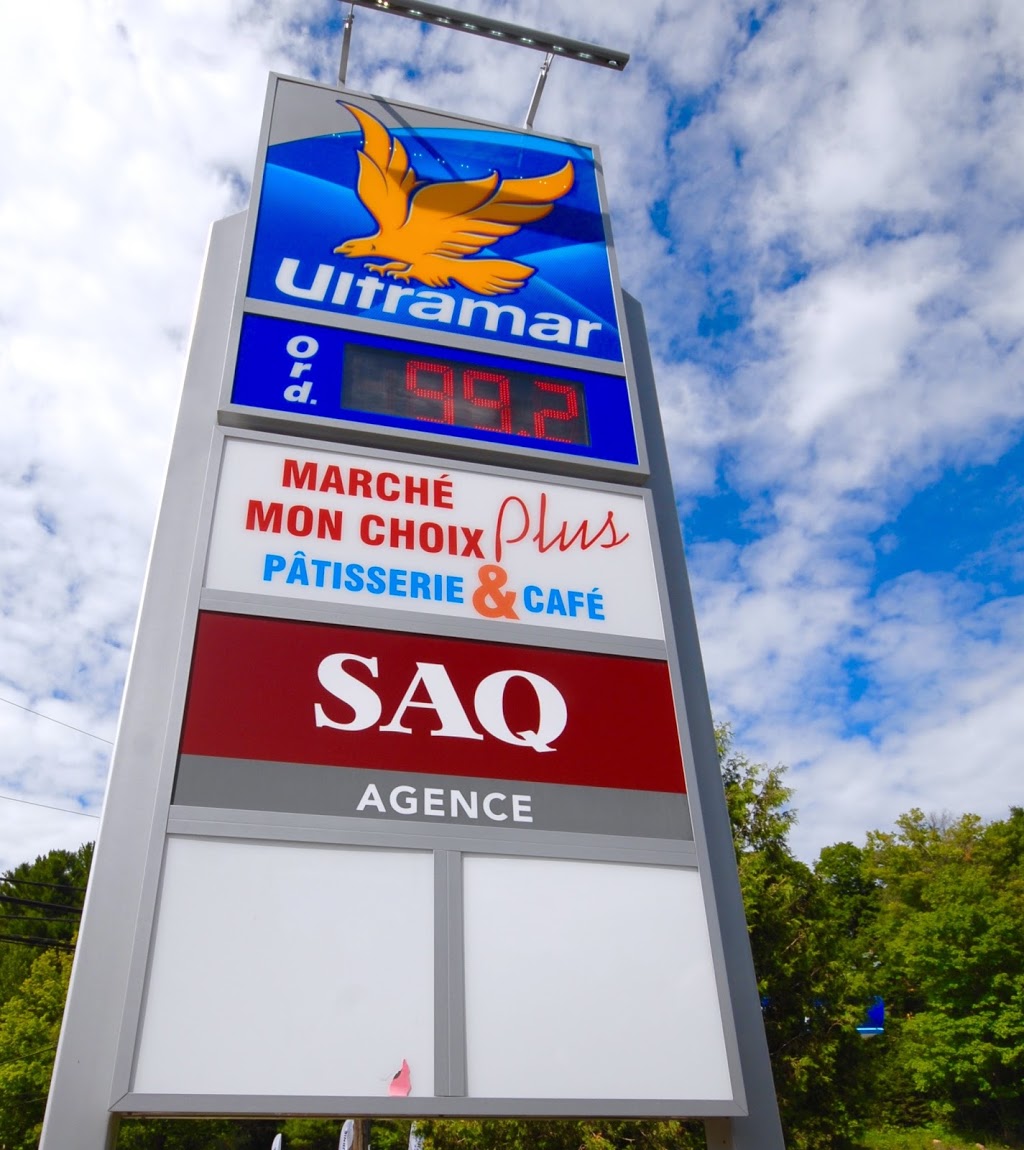 Ultramar
Ord.
99.2
MARCHÉ
MON CHOIX Plus
PÂTISSERIE & CAFÉ
SAQ
AGENCE